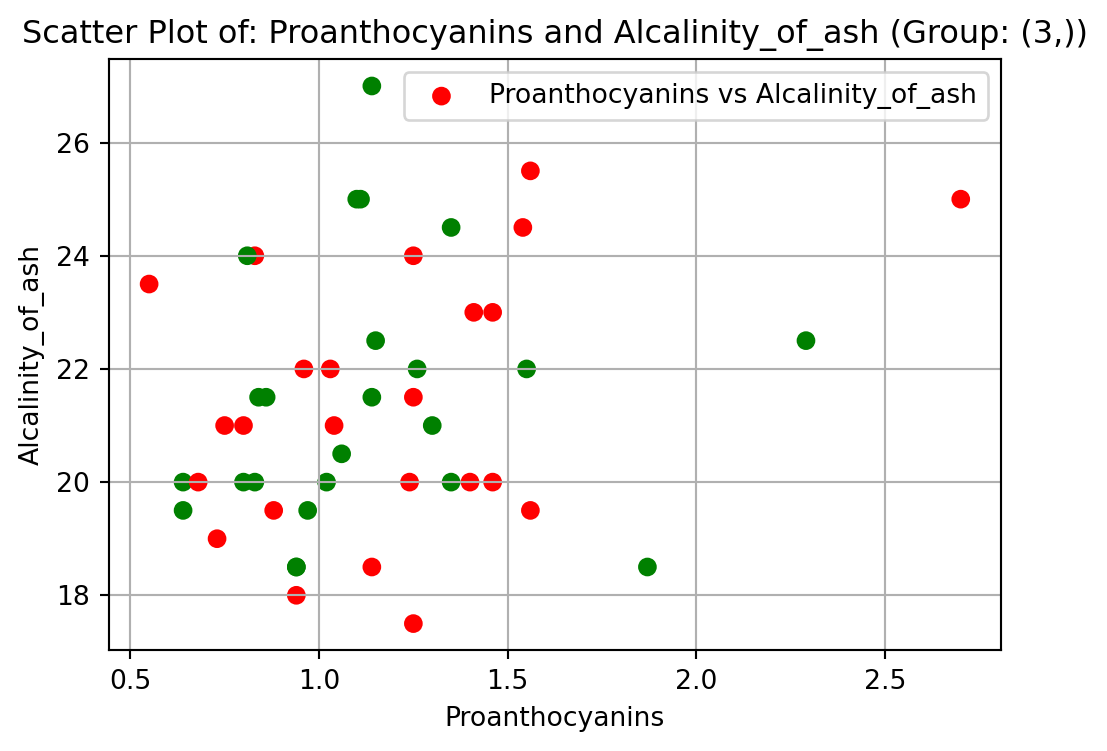 Scatter Plot of: Proanthocyanins and Alcalinity_of_ash (Group: (3,))
Proanthocyanins vs Alcalinity_of_ash
26
24
22
20
18
Alcalinity_of_ash
0.5 1.0 1.5 2.0 2.5
Proanthocyanins